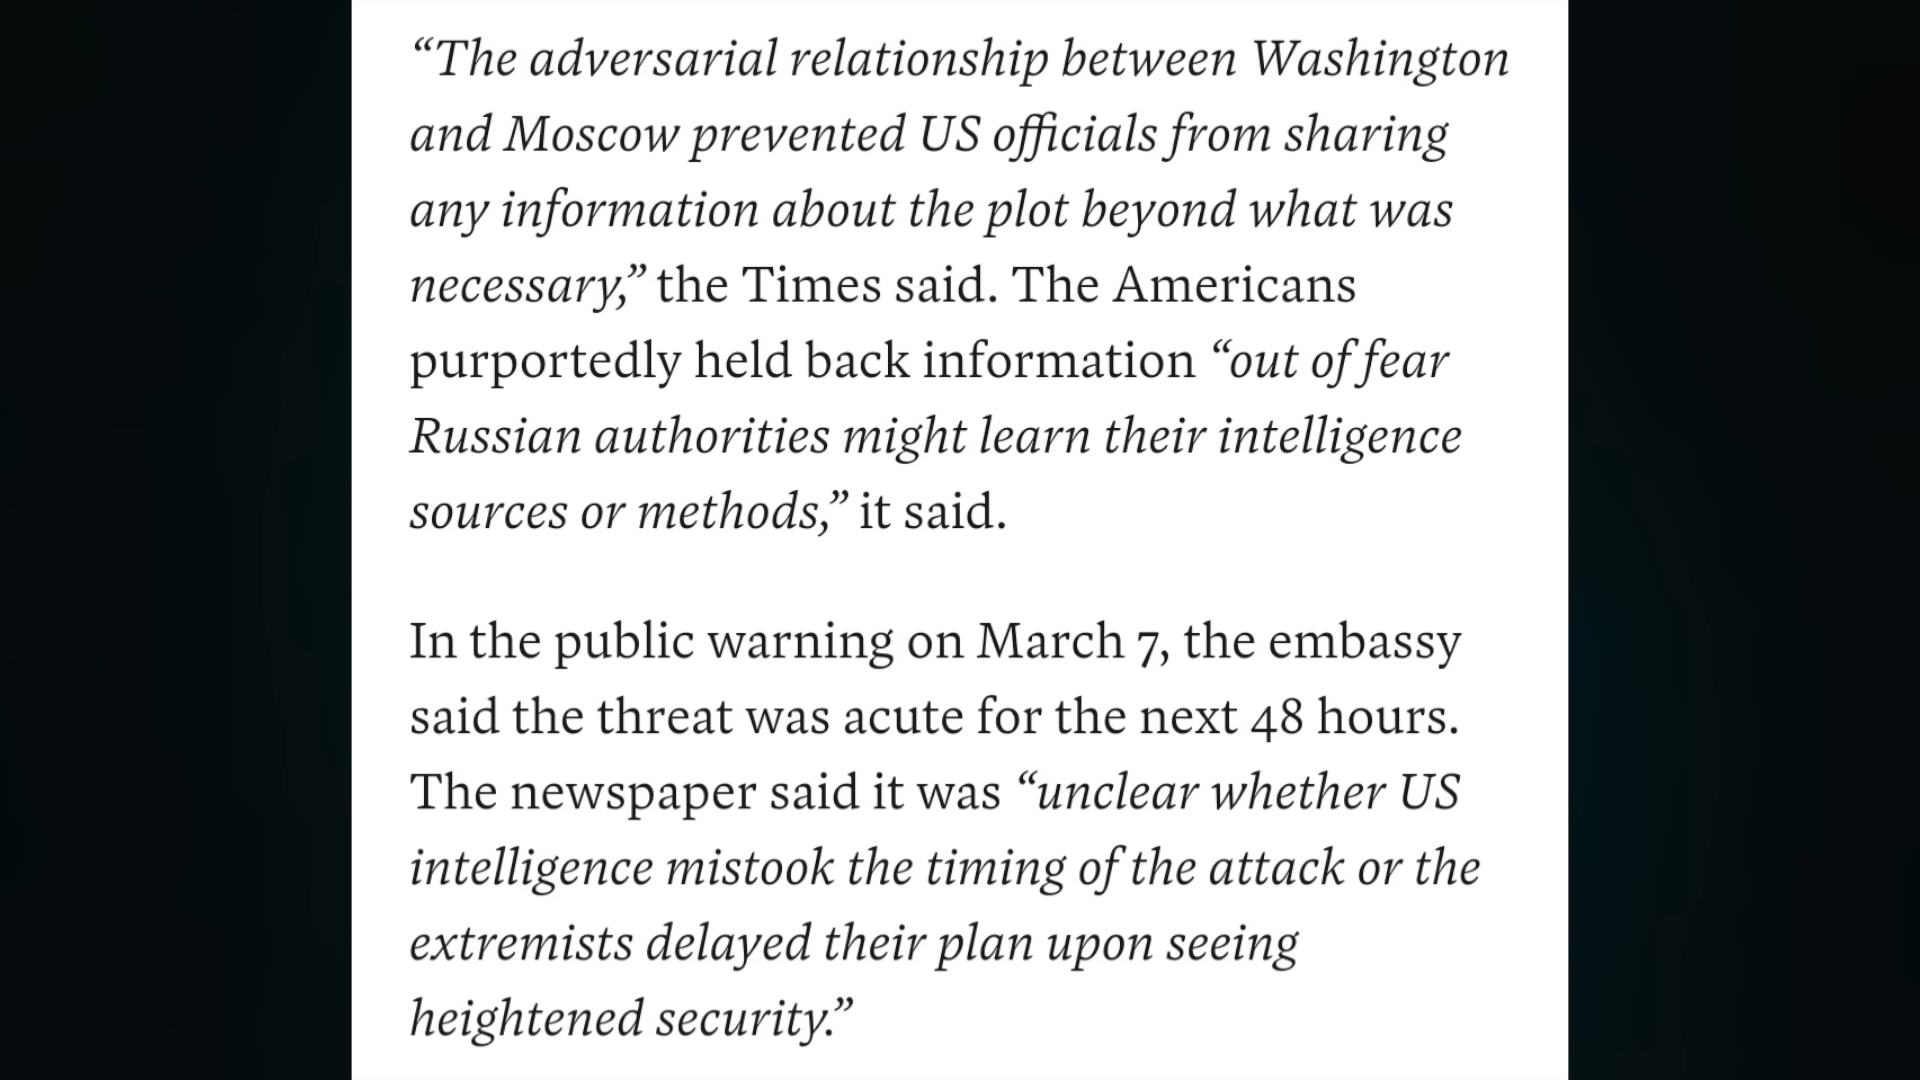 “The adversarial relationship between Washington
and Moscow prevented US officials from sharing
any information about the plot beyond what was
necessary,” the Times said. The Americans
purportedly held back information “out of fear
Russian authorities might learn their intelligence
sources or methods,” it said.
In the public warning on March 7, the embassy
said the threat was acute for the next 48 hours.
The newspaper said it was “unclear whether US
intelligence mistook the timing of the attack or the
extremists delayed their plan upon seeing
heightened security.”